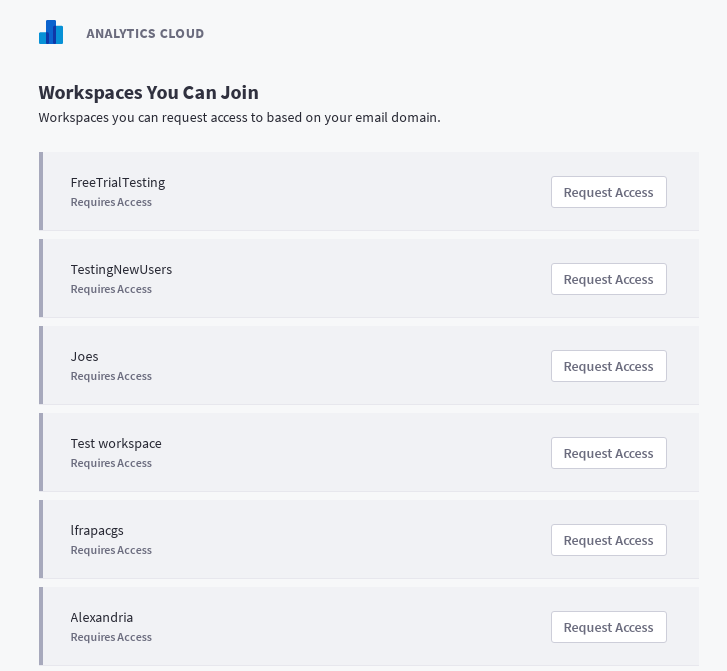 ANALYTICS CLOUD
Workspaces You Can Join
Workspaces you can request access to based on your email domain.
FreeTrialTesting
Requires Access
Request Access
TestingNewUsers
Requires Access
Request Access
Joes
Requires Access
Request Access
Test workspace
Requires Access
Request Access
lfrapacgs
Requires Access
Request Access
Alexandria
Requires Access
Request Access